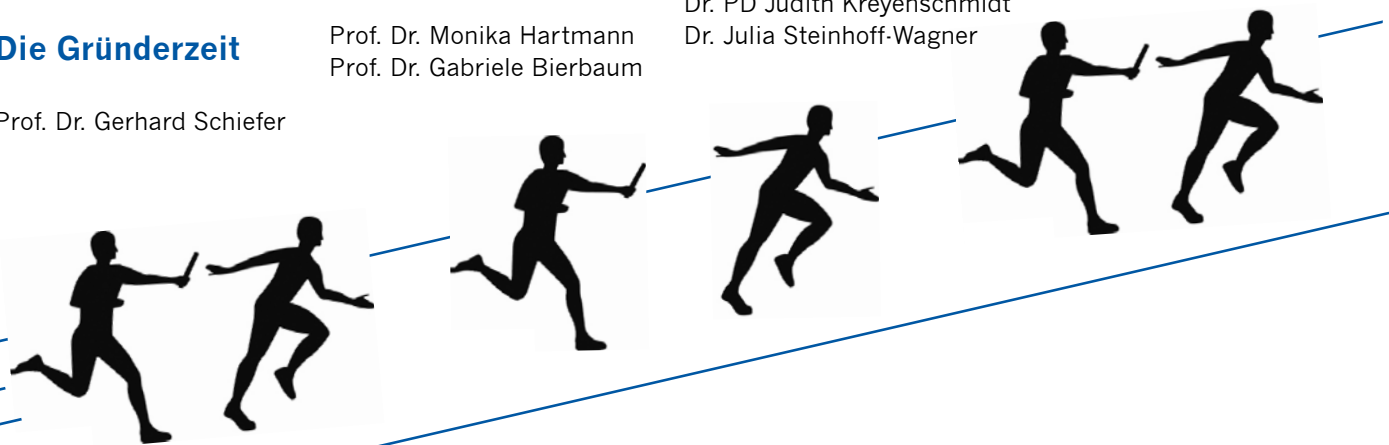 Die Gründerzeit
Prof. Dr. Gerhard Schiefer
Prof. Dr. Monika Hartmann
Prof. Dr. Gabriele Bierbaum
Dr. PD Judith Kreyenschmidt
Dr. Julia Steinhoff-Wagner